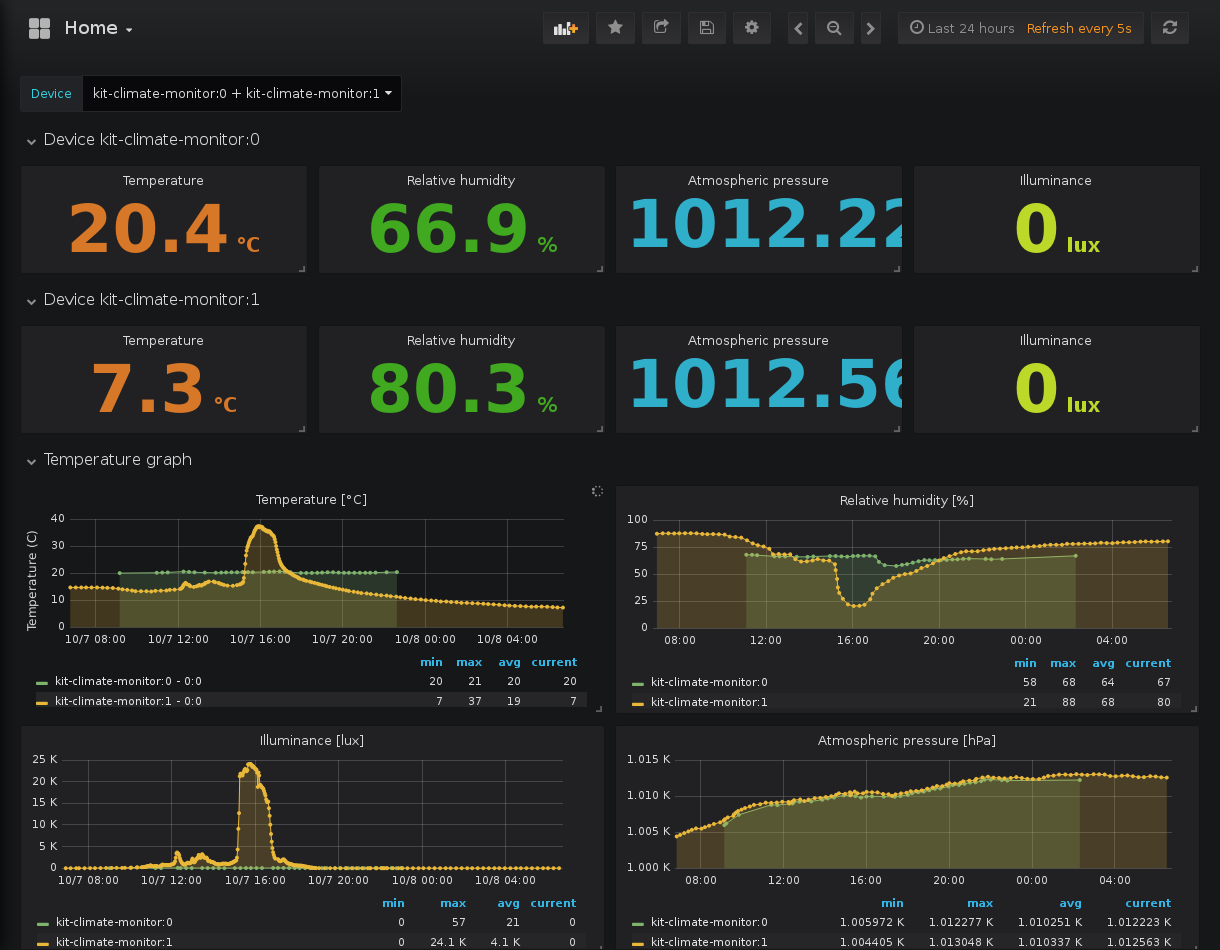 Home
Last 24 hours Refresh every 5s
Device kit-climate-monitor:0 + kit-climate-monitor:1
Device kit-climate-monitor:0
Temperature Relative humidity Atmospheric pressure Illuminance
20.4 °C 66.9 % 1012.22 0 lux
Device kit-climate-monitor:1
Temperature Relative humidity Atmospheric pressure Illuminance
7.3 °C 80.3 % 1012.56 0 lux
Temperature graph
Temperature [°C]
Temperature (C)
40
30
20
10
0
10/7 08:00 10/7 12:00 10/7 16:00 10/7 20:00 10/8 00:00 10/8 04:00
min max avg current
kit-climate-monitor:0 - 0:0 20 21 20 20
kit-climate-monitor:1 - 0:0 7 37 19 7
Relative humidity [%]
100
75
50
25
0
08:00 12:00 16:00 20:00 00:00 04:00
min max avg current
kit-climate-monitor:0 58 68 64 67
kit-climate-monitor:1 21 88 68 80
Illuminance [lux]
25 K
20 K
15 K
10 K
5 K
0
10/7 08:00 10/7 12:00 10/7 16:00 10/7 20:00 10/8 00:00 10/8 04:00
min max avg current
kit-climate-monitor:0 0 57 21 0
kit-climate-monitor:1 0 24.1 K 4.1 K 0
Atmospheric pressure [hPa]
1.015 K
1.010 K
1.005 K
1.000 K
08:00 12:00 16:00 20:00 00:00 04:00
min max avg current
kit-climate-monitor:0 1.005972 K 1.012277 K 1.010251 K 1.012223 K
kit-climate-monitor:1 1.004405 K 1.013048 K 1.010337 K 1.012563 K